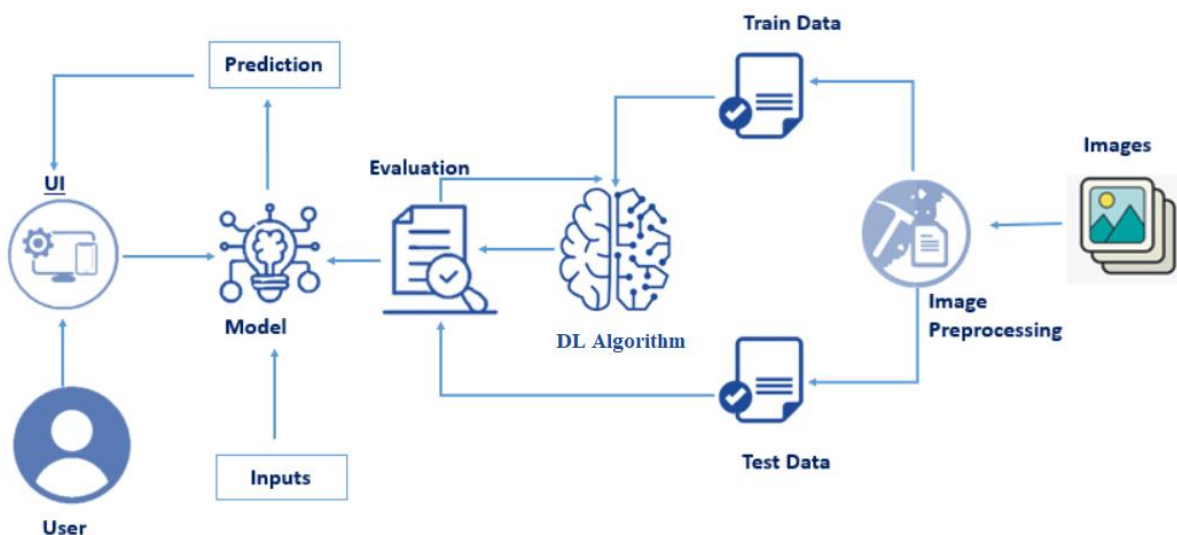 Train Data
Prediction
Images
Evaluation
UI
Image
Preprocessing
Model
DL Algorithm
Test Data
Inputs
User